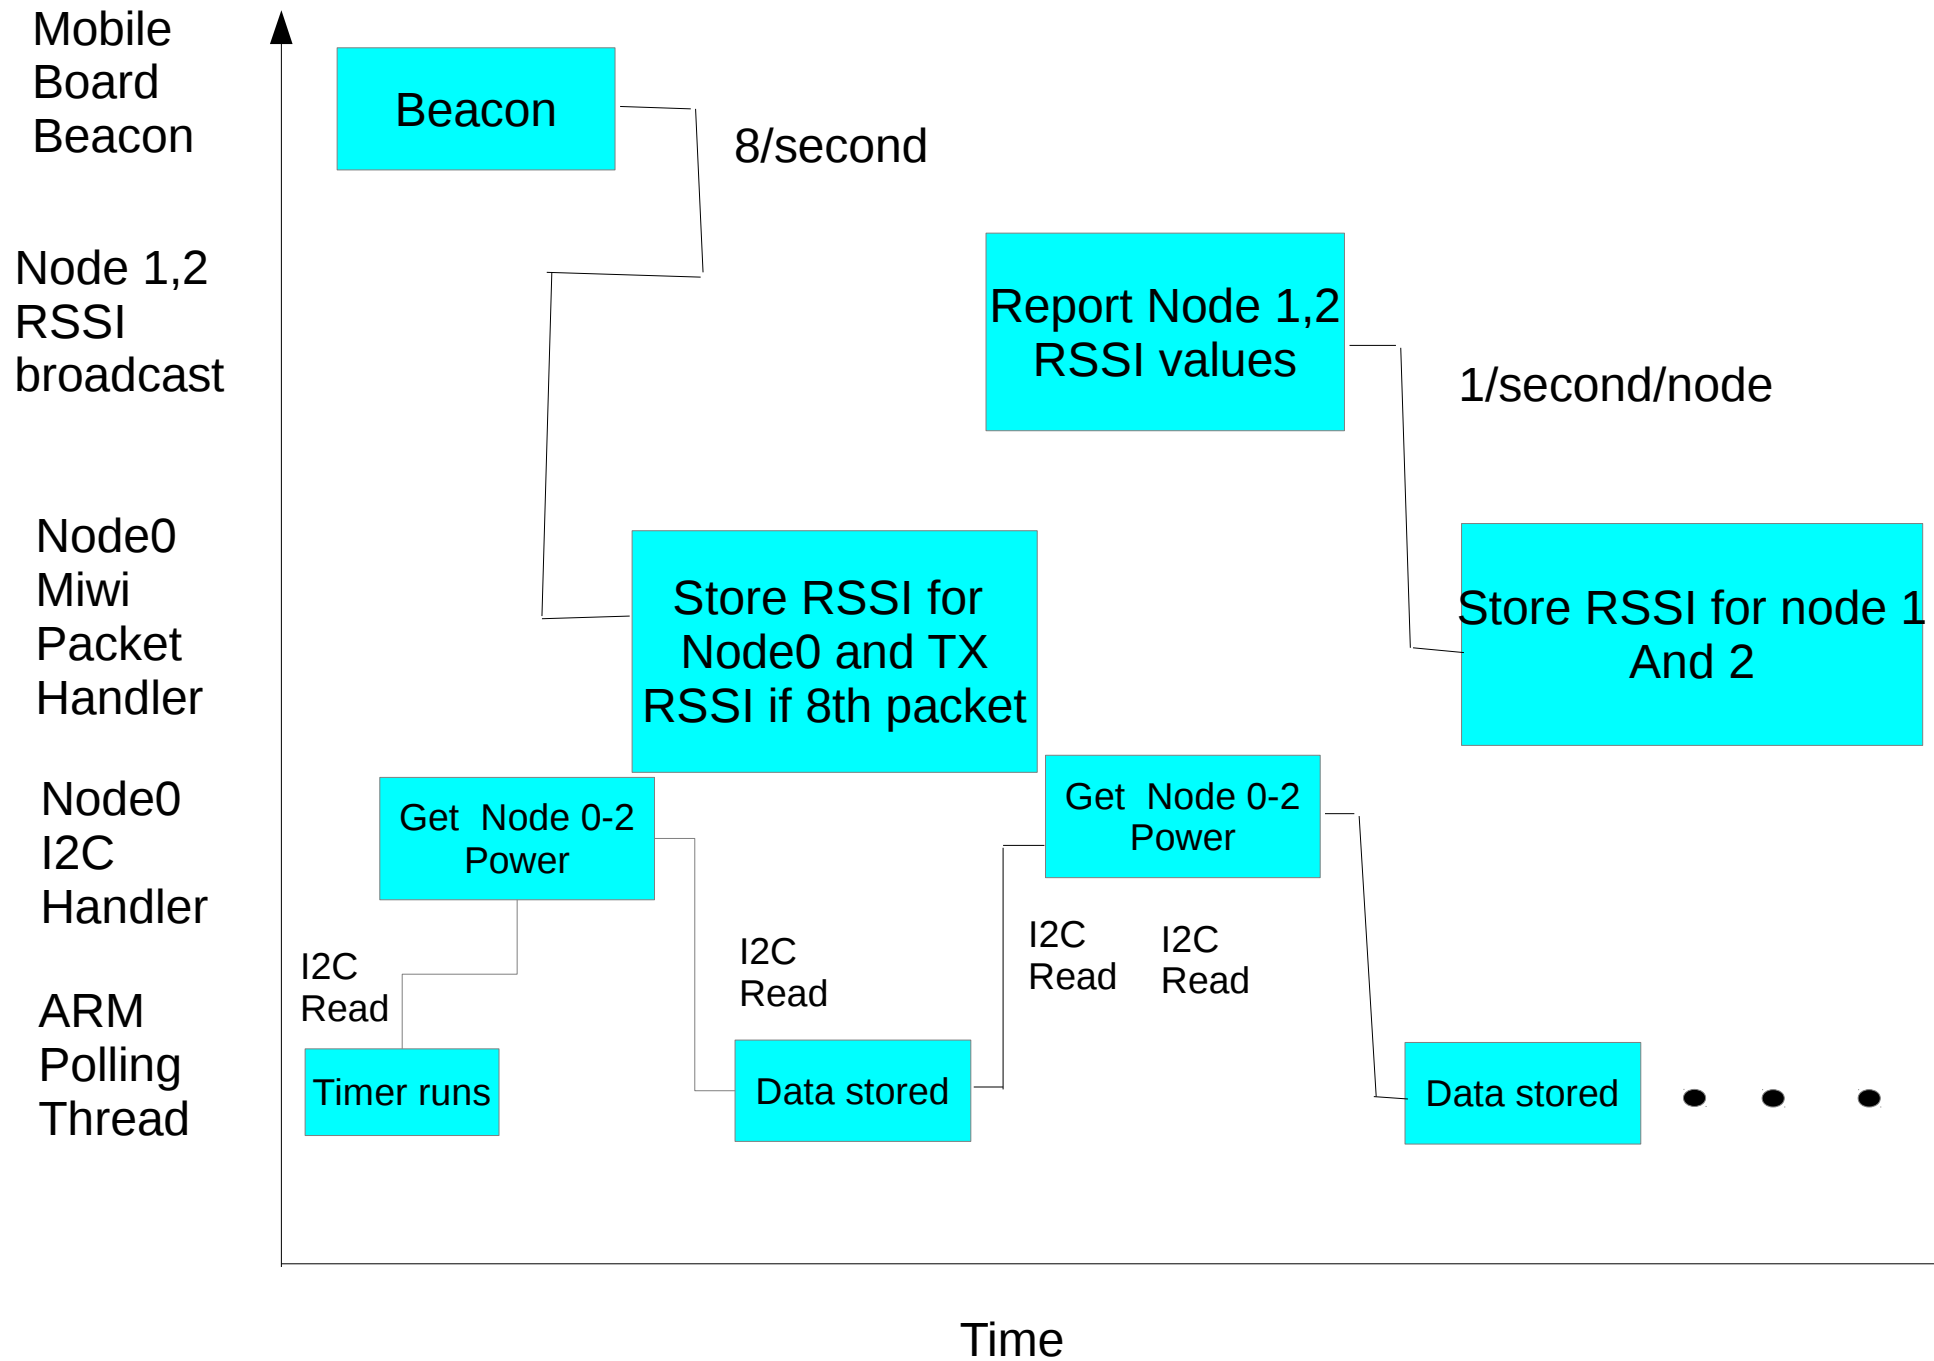 Mobile
Board
Beacon
Beacon
8/second
Node 1,2
RSSI
broadcast
Report Node 1,2
RSSI values
1/second/node
Node0
Miwi
Packet
Handler
Store RSSI for
Node0 and TX
RSSI if 8th packet
Store RSSI for node 1
And 2
Node0
I2C
Handler
Get  Node 0-2
Power
Get  Node 0-2
Power
I2C
Read
I2C
Read
I2C
Read
I2C
Read
ARM
Polling
Thread
Timer runs
Data stored
Data stored
Time